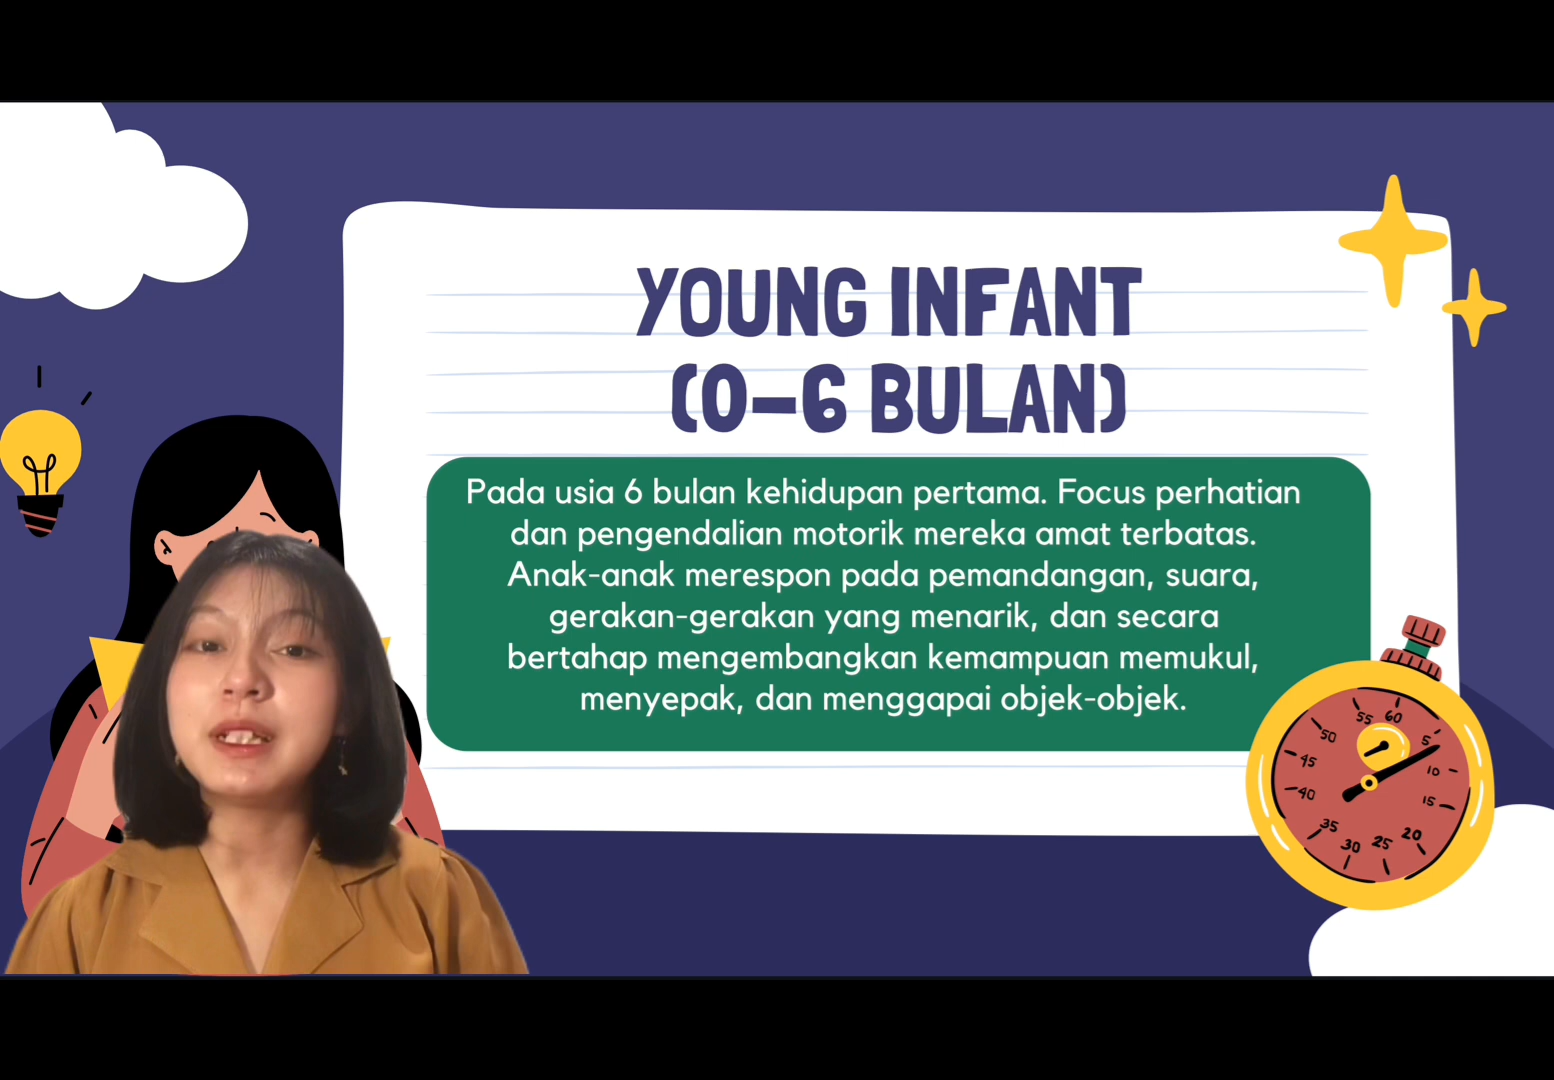 YOUNG INFANT
(0–6 BULAN)
Pada usia 6 bulan kehidupan pertama. Focus perhatian
dan pengendalian motorik mereka amat terbatas.
Anak-anak merespon pada pemandangan, suara,
gerakan-gerakan yang menarik, dan secara
bertahap mengembangkan kemampuan memukul,
menyepak, dan menggapai objek-objek.
60
5
10
15
20
25
30
35
40
45
50
55